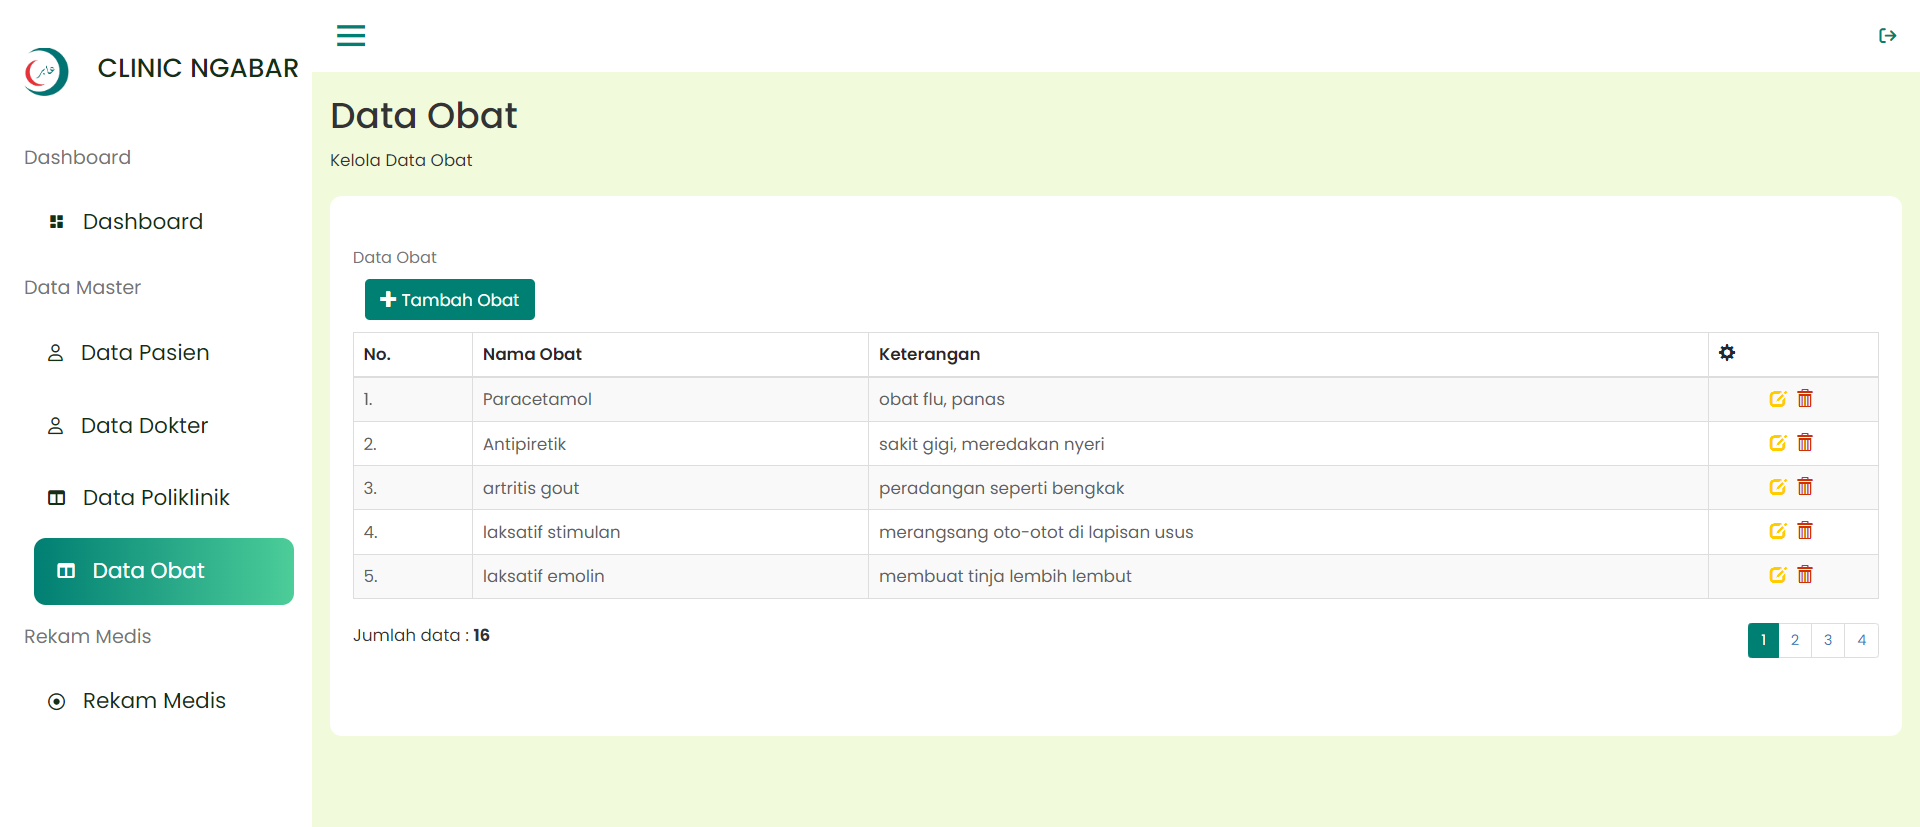 عابر
CLINIC NGABAR
Dashboard
Dashboard
Data Master
Data Pasien
Data Dokter
Data Poliklinik
Data Obat
Rekam Medis
Rekam Medis
Data Obat
Kelola Data Obat
Data Obat
Tambah Obat
No. Nama Obat Keterangan
1. Paracetamol obat flu, panas
2. Antipiretik sakit gigi, meredakan nyeri
3. artritis gout peradangan seperti bengkak
4. laksatif stimulan merangsang oto-otot di lapisan usus
5. laksatif emolin membuat tinja lembih lembut
Jumlah data : 16
1 2 3 4